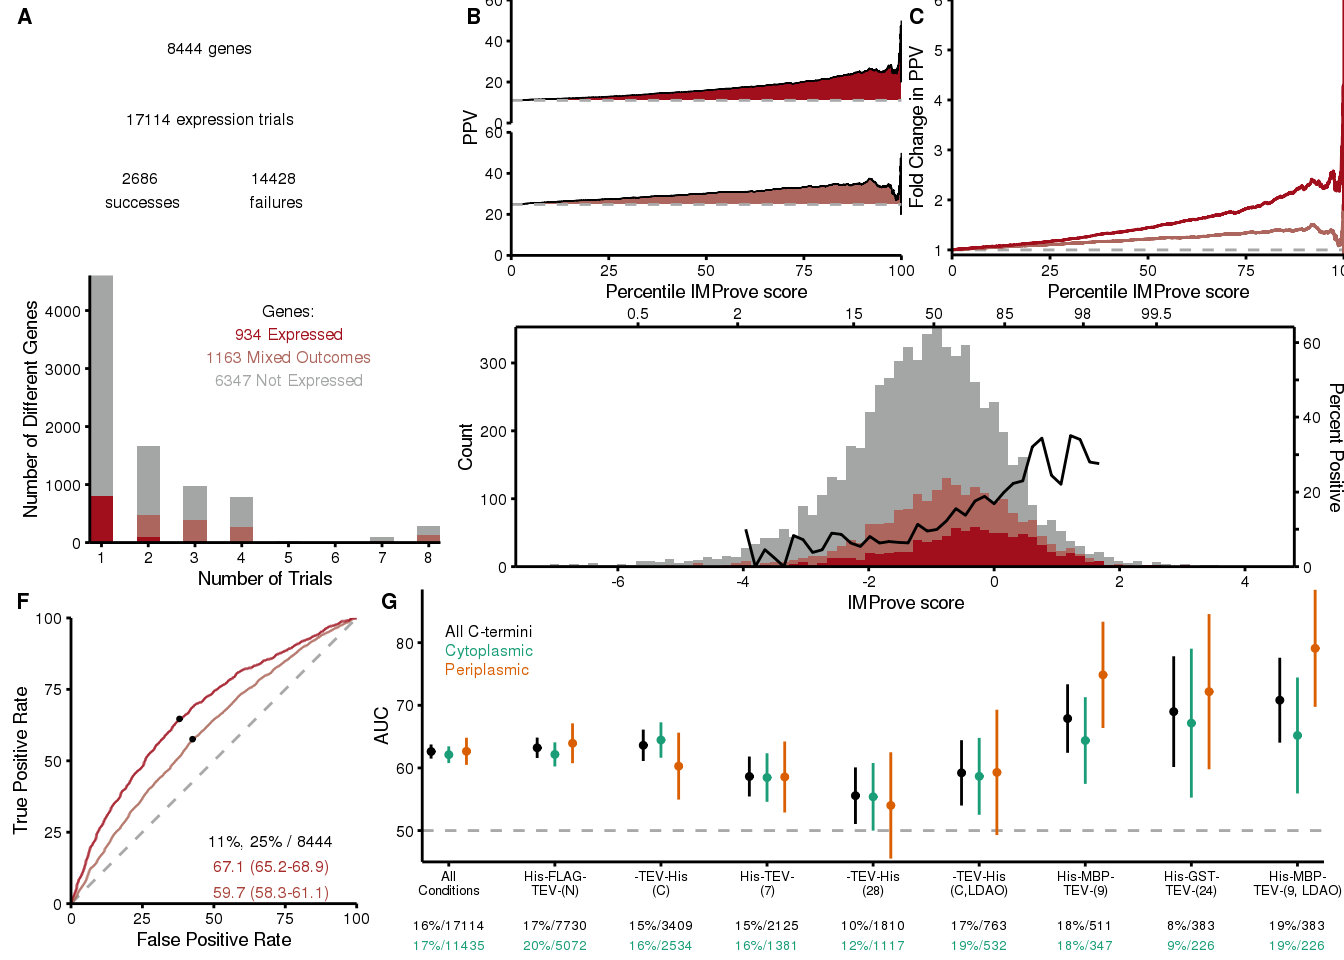 A
8444 genes
17114 expression trials
2686
successes
14428
failures
Number of Different Genes
4000
3000
2000
1000
0
Genes:
934 Expressed
1163 Mixed Outcomes
6347 Not Expressed
1 2 3 4 5 6 7 8
Number of Trials
B
PPV
60
40
20
0
60
40
20
0
0 25 50 75 100
Percentile IMProve score
C
Fold Change in PPV
6
5
4
3
2
1
0 25 50 75 10
Percentile IMProve score
0.5 2 15 50 85 98 99.5
Count
300
200
100
0
60
40
20
0
Percent Positive
-6 -4 -2 0 2 4
IMProve score
F
True Positive Rate
100
75
50
25
0
11%, 25% / 8444
67.1 (65.2-68.9)
59.7 (58.3-61.1)
0 25 50 75 100
False Positive Rate
G
AUC
80
70
60
50
All C-termini
Cytoplasmic
Periplasmic
All
Conditions
His-FLAG-
TEV-(N)
-TEV-His
(C)
His-TEV-
(7)
-TEV-His
(28)
-TEV-His
(C,LDAO)
His-MBP-
TEV-(9)
His-GST-
TEV-(24)
His-MBP-
TEV-(9, LDAO)
16%/17114 17%/7730 15%/3409 15%/2125 10%/1810 17%/763 18%/511 8%/383 19%/383
17%/11435 20%/5072 16%/2534 16%/1381 12%/1117 19%/532 18%/347 9%/226 19%/226